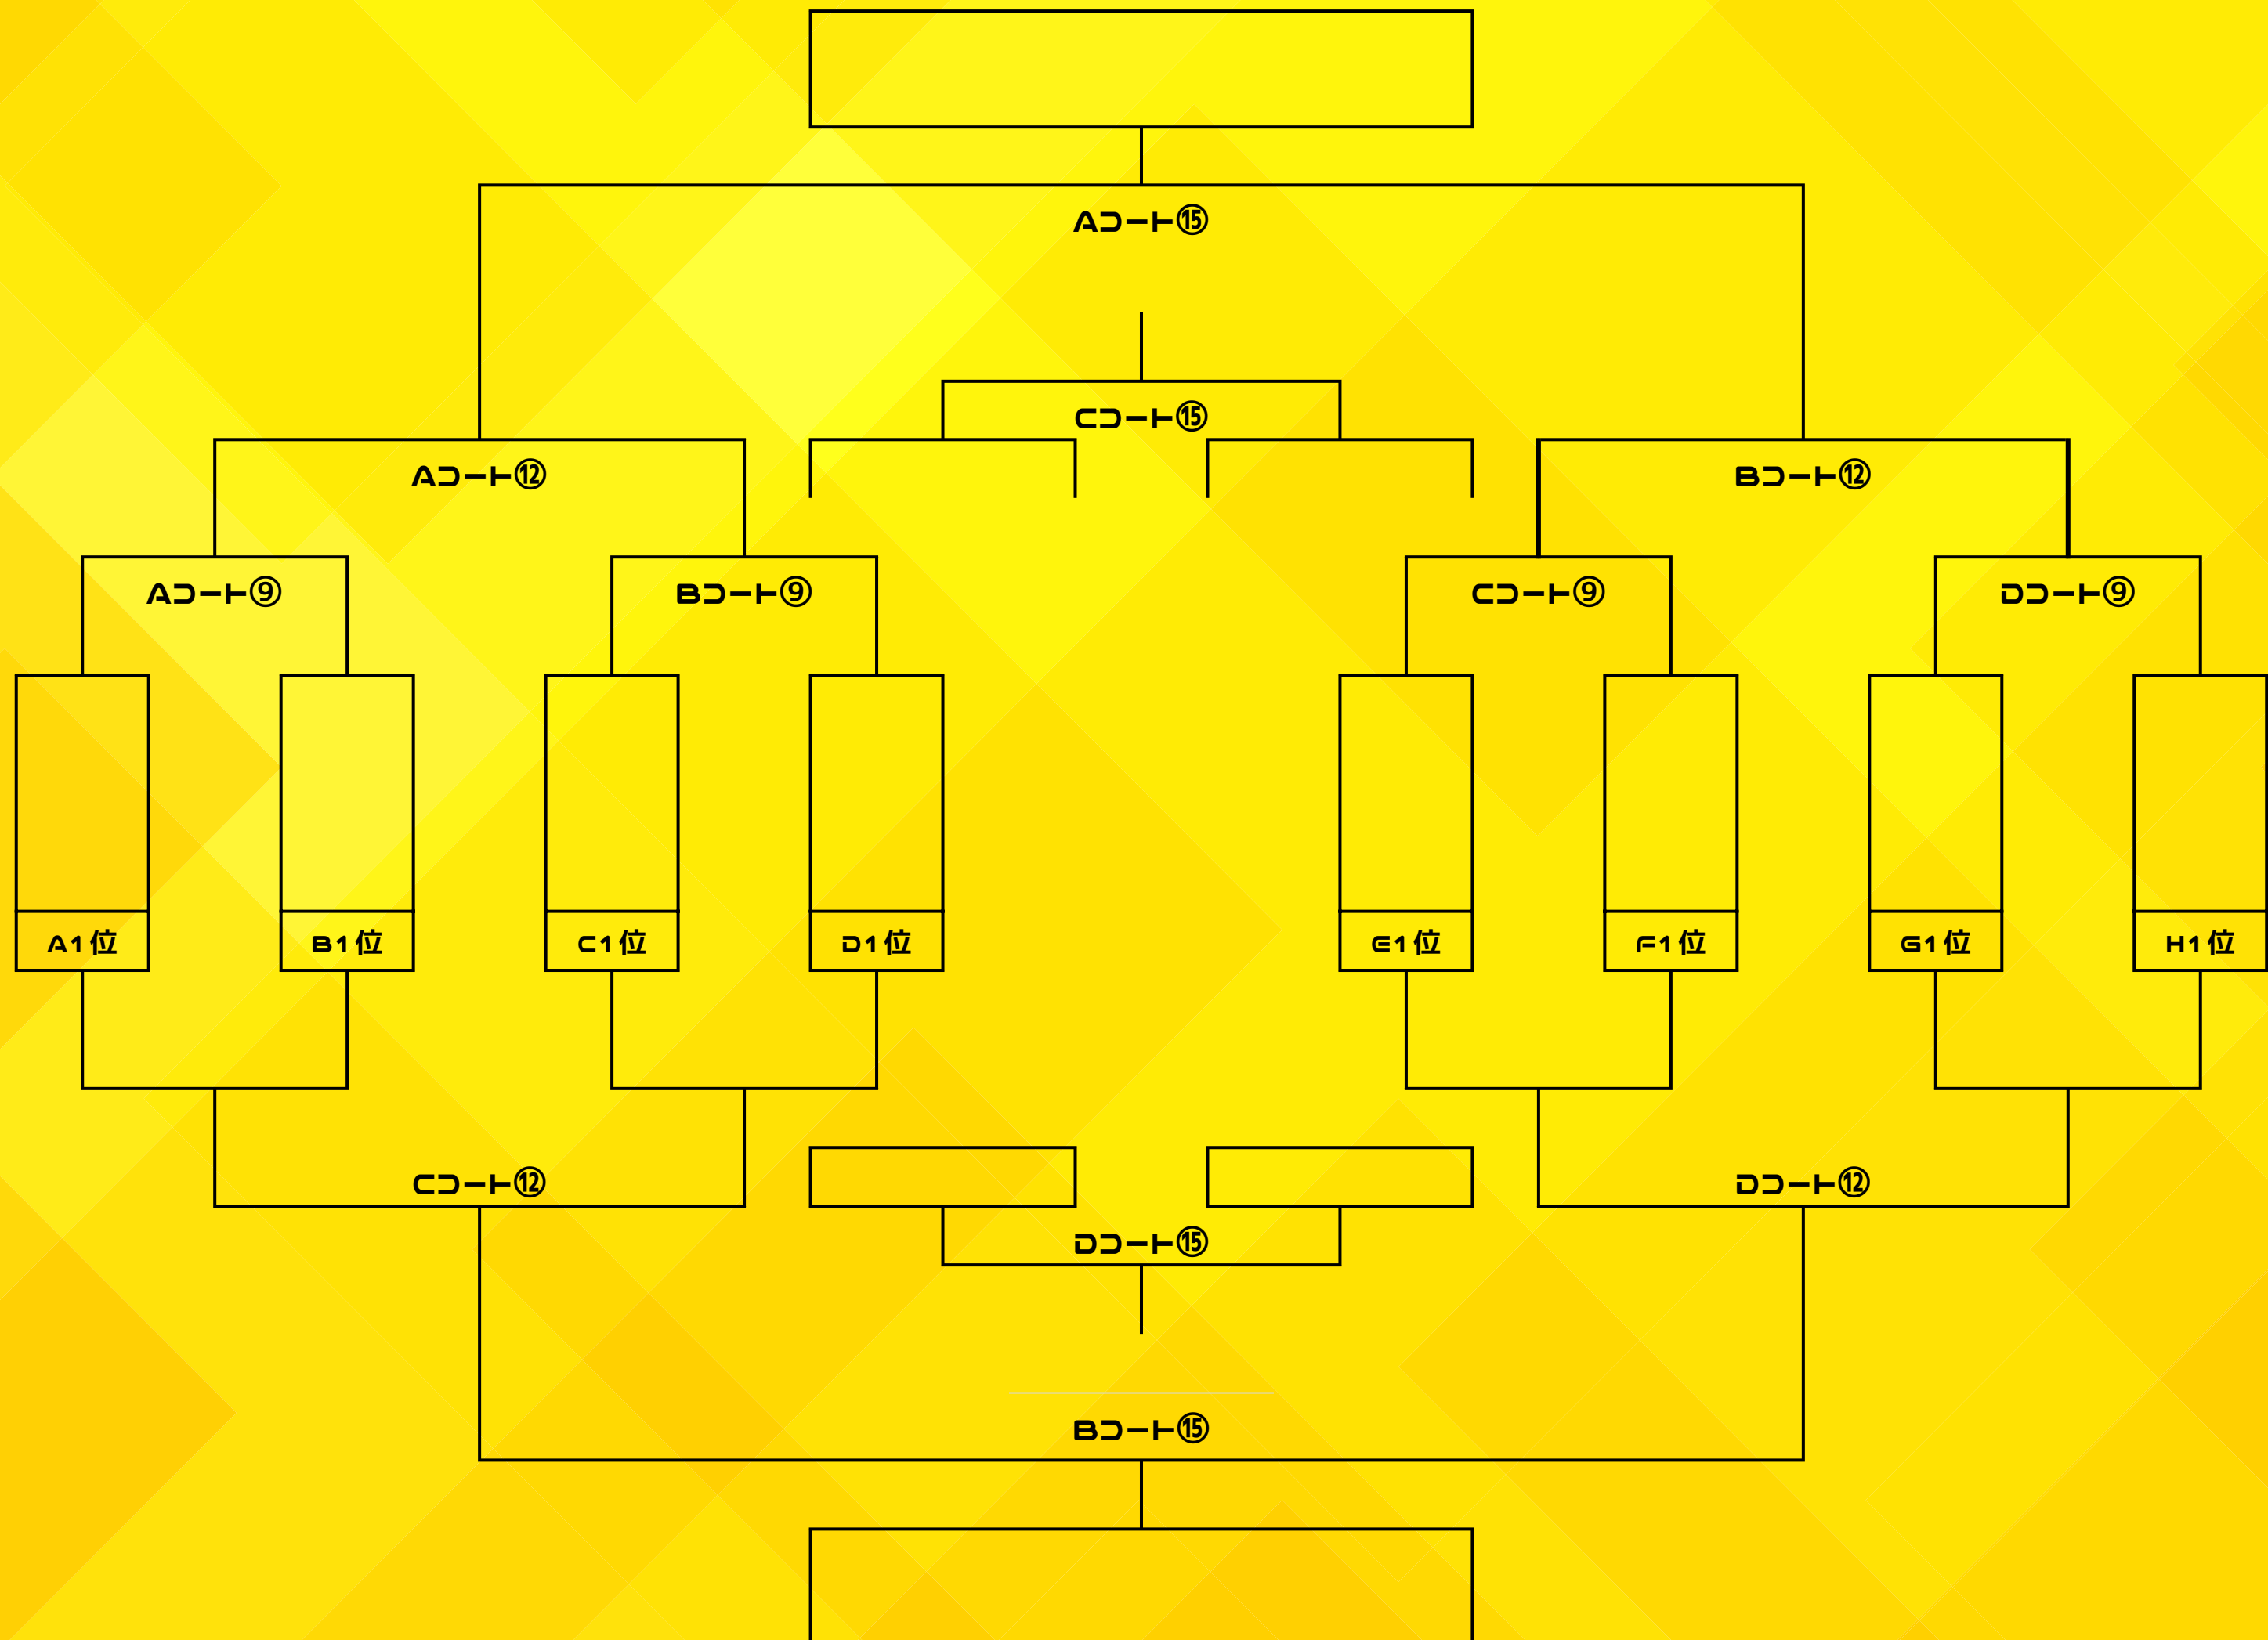 Aコート⑮
Cコート⑮
Aコート⑫
Bコート⑫
Aコート⑨
Bコート⑨
Cコート⑨
Dコート⑨
A1位
B1位
C1位
D1位
E1位
F1位
G1位
H1位
Cコート⑫
Dコート⑫
Dコート⑮
Bコート⑮